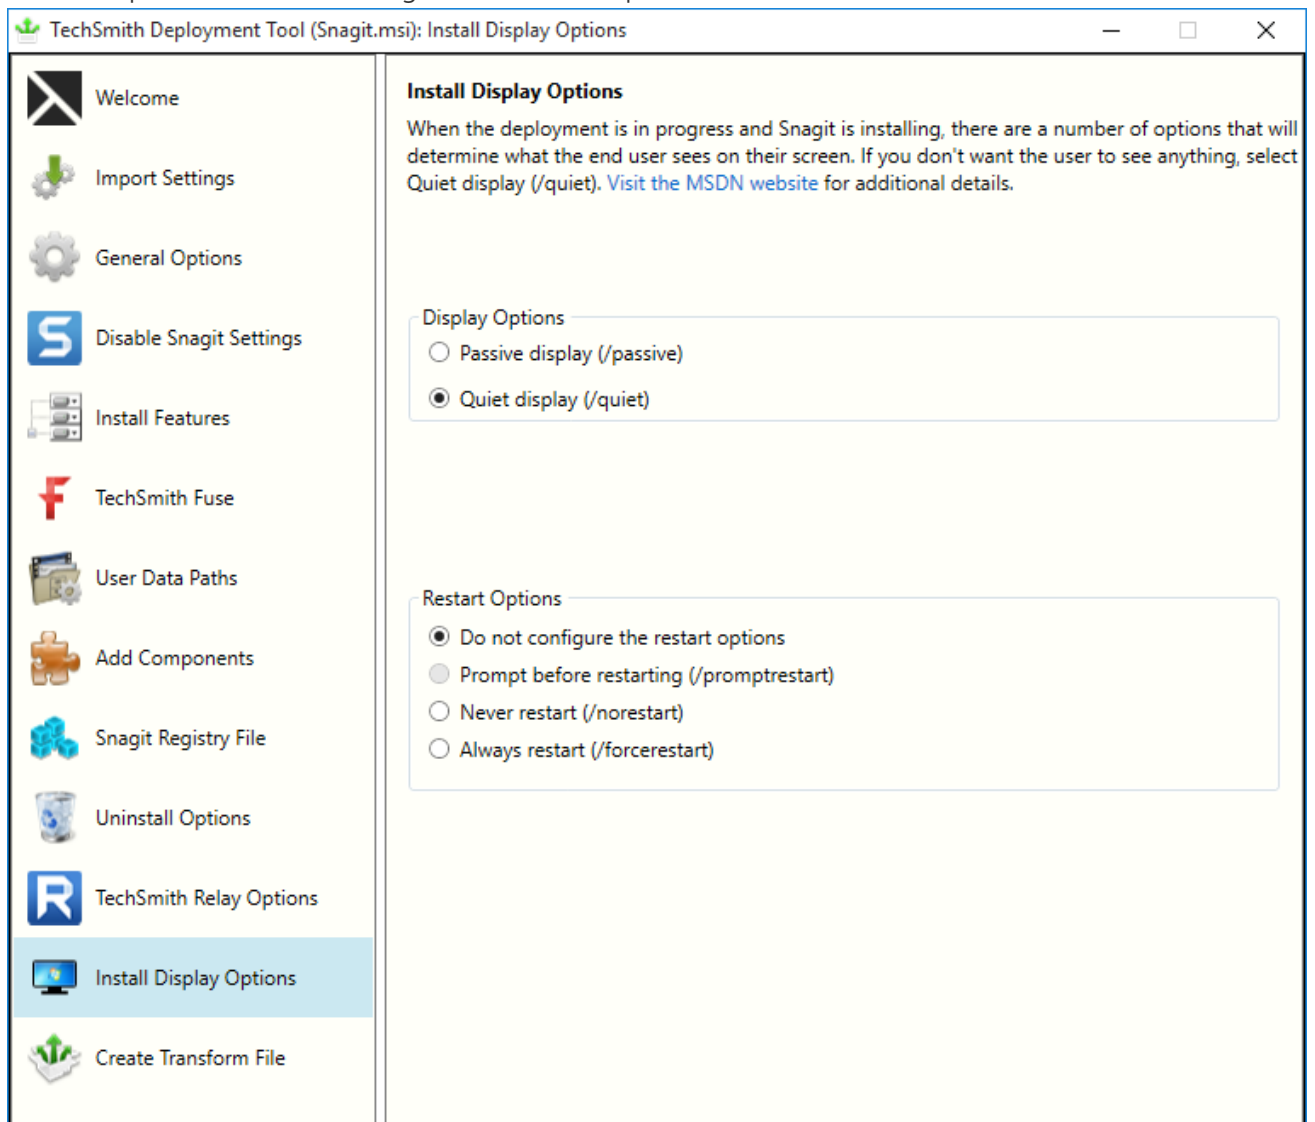 TechSmith Deployment Tool (Snagit.msi): Install Display Options
Welcome
Import Settings
General Options
Disable Snagit Settings
Install Features
TechSmith Fuse
User Data Paths
Add Components
Snagit Registry File
Uninstall Options
TechSmith Relay Options
Install Display Options
Create Transform File
Install Display Options
When the deployment is in progress and Snagit is installing, there are a number of options that will
determine what the end user sees on their screen. If you don't want the user to see anything, select
Quiet display (/quiet). Visit the MSDN website for additional details.
Display Options
Passive display (/passive)
Quiet display (/quiet)
Restart Options
Do not configure the restart options
Prompt before restarting (/promptrestart)
Never restart (/norestart)
Always restart (/forcerestart)